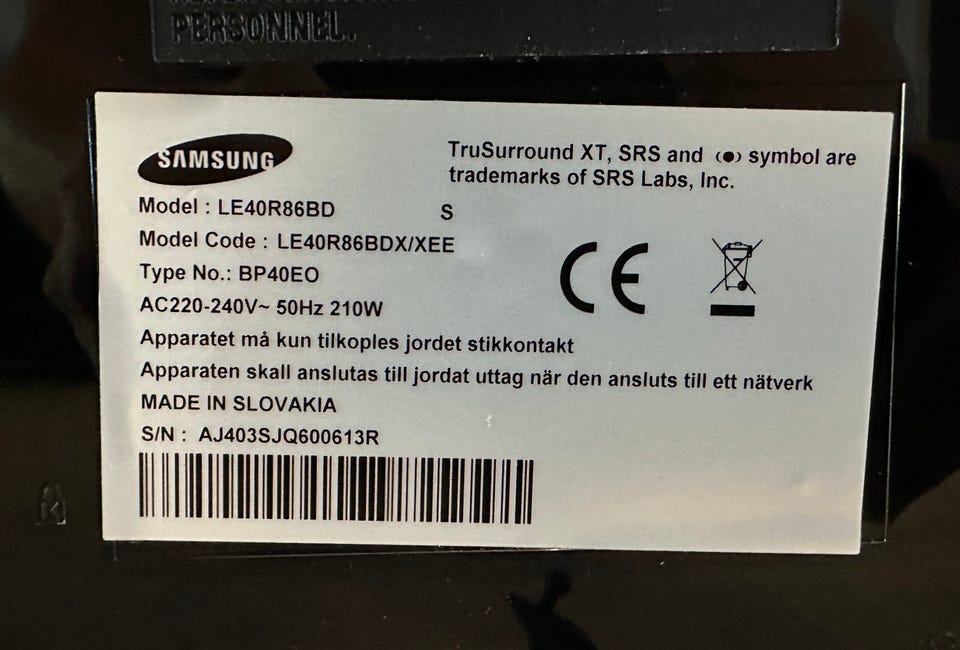 PERSONNEL.
SAMSUNG
TruSurround XT, SRS and (●) symbol are
trademarks of SRS Labs, Inc.
Model : LE40R86BD S
Model Code : LE40R86BDX/XEE
Type No.: BP40EO
AC220-240V~ 50Hz 210W
Apparatet må kun tilkoples jordet stikkontakt
Apparaten skall anslutas till jordat uttag när den ansluts till ett nätverk
MADE IN SLOVAKIA
S/N : AJ403SJQ600613R
CE